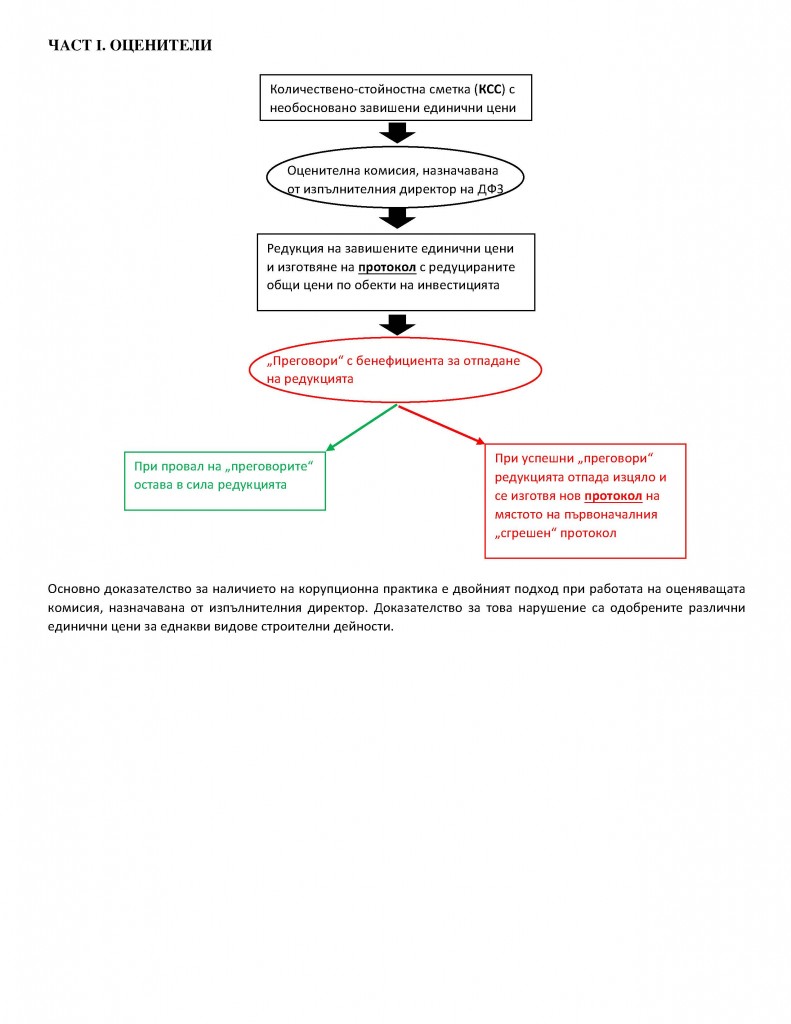 ЧАСТ I. ОЦЕНИТЕЛИ
Количествено-стойностна сметка (КСС) с
необосновано завишени единични цени
Оценителна комисия, назначавана
от изпълнителния директор на ДФЗ
Редукция на завишените единични цени
и изготвяне на протокол с редуцираните
общи цени по обекти на инвестицията
„Преговори“ с бенефициента за отпадане
на редукцията
При провал на „преговорите“
остава в сила редукцията
При успешни „преговори“
редукцията отпада изцяло и
се изготвя нов протокол на
мястото на първоначалния
„сгрешен“ протокол
Основно доказателство за наличието на корупционна практика е двойният подход при работата на оценяващата
комисия, назначавана от изпълнителния директор. Доказателство за това нарушение са одобрените различни
единични цени за еднакви видове строителни дейности.